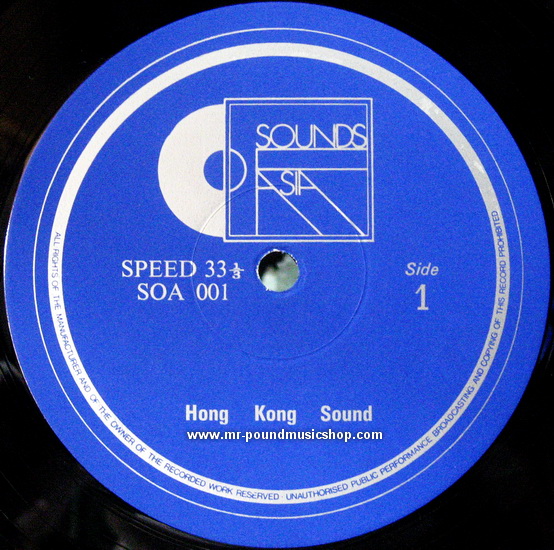 SOUNDS
ASIA
SPEED 33⅓
SOA 001
Side
1
Hong Kong Sound
www.mr-poundmusicshop.com
ALL RIGHTS OF THE MANUFACTURER AND OF THE OWNER OF THE RECORDED WORK RESERVED · UNAUTHORISED PUBLIC PERFORMANCE BROADCASTING AND COPYING OF THIS RECORD PROHIBITED